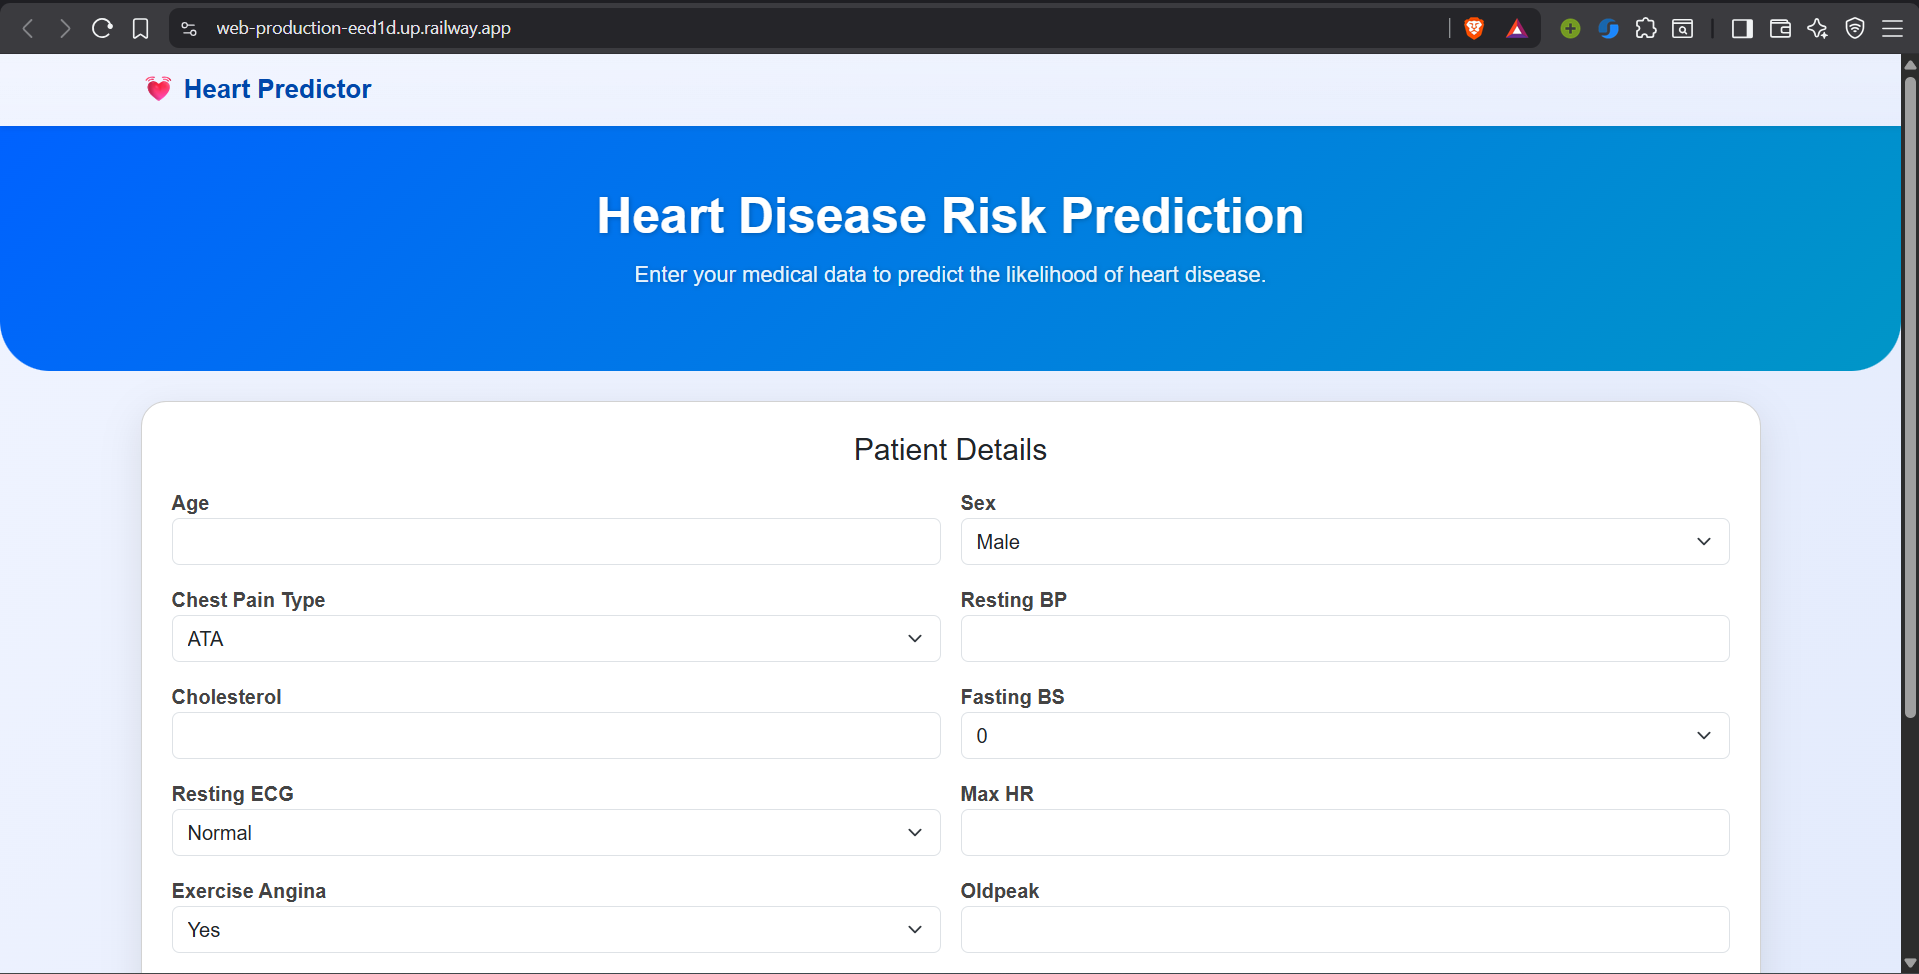 web-production-eed1d.up.railway.app
Heart Predictor
Heart Disease Risk Prediction
Enter your medical data to predict the likelihood of heart disease.
Patient Details
Age
Sex
Male
Chest Pain Type
Resting BP
ATA
Cholesterol
Fasting BS
0
Resting ECG
Max HR
Normal
Exercise Angina
Oldpeak
Yes